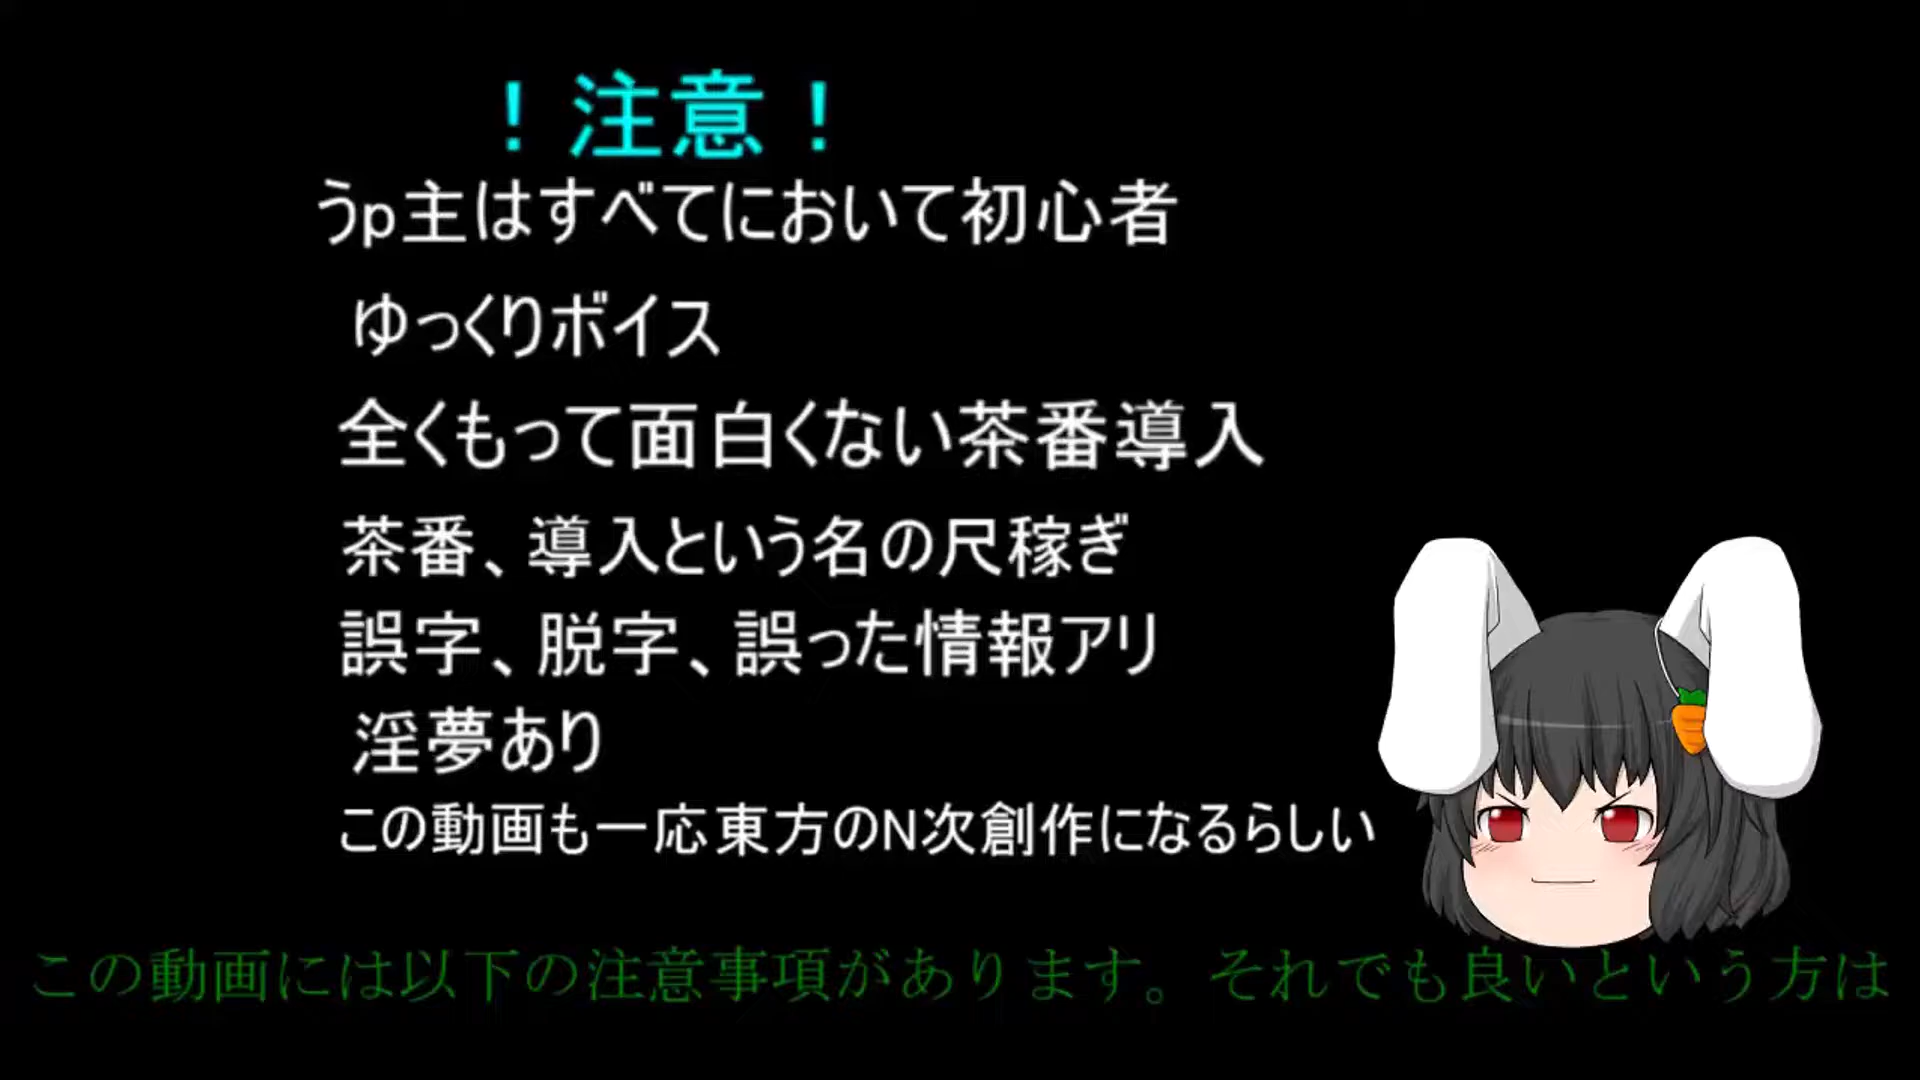 ！注意！
うp主はすべてにおいて初心者
ゆっくりボイス
全くもって面白くない茶番導入
茶番、導入という名の尺稼ぎ
誤字、脱字、誤った情報アリ
淫夢あり
この動画も一応東方のN次創作になるらしい
この動画には以下の注意事項があります。それでも良いという方は